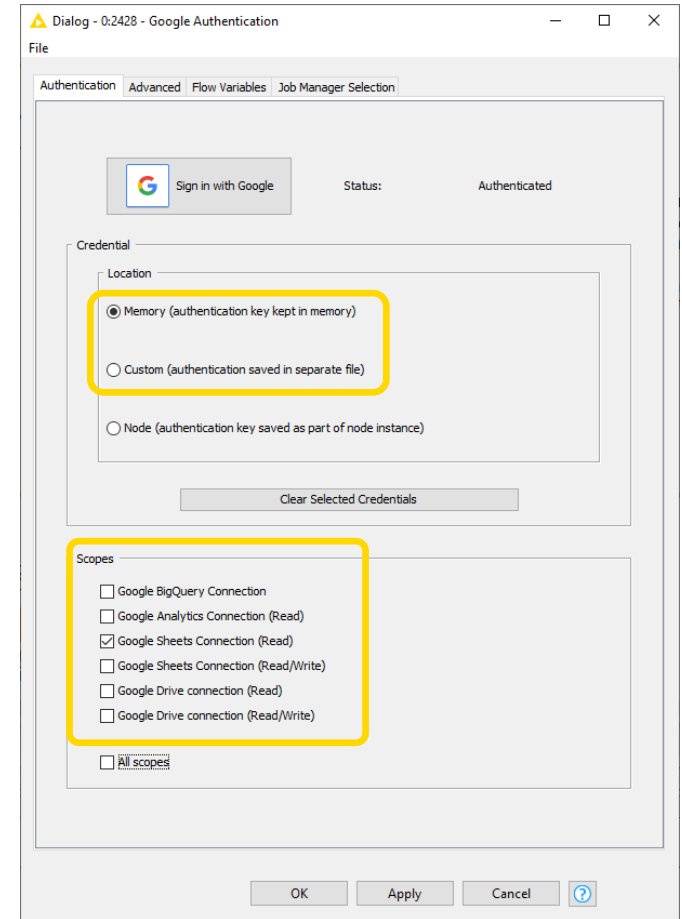 Dialog - 0:2428 - Google Authentication
File
Authentication Advanced Flow Variables Job Manager Selection
G Sign in with Google Status: Authenticated
Credential
Location
Memory (authentication key kept in memory)
Custom (authentication saved in separate file)
Node (authentication key saved as part of node instance)
Clear Selected Credentials
Scopes
Google BigQuery Connection
Google Analytics Connection (Read)
Google Sheets Connection (Read)
Google Sheets Connection (Read/Write)
Google Drive connection (Read)
Google Drive connection (Read/Write)
All scopes
OK Apply Cancel ?